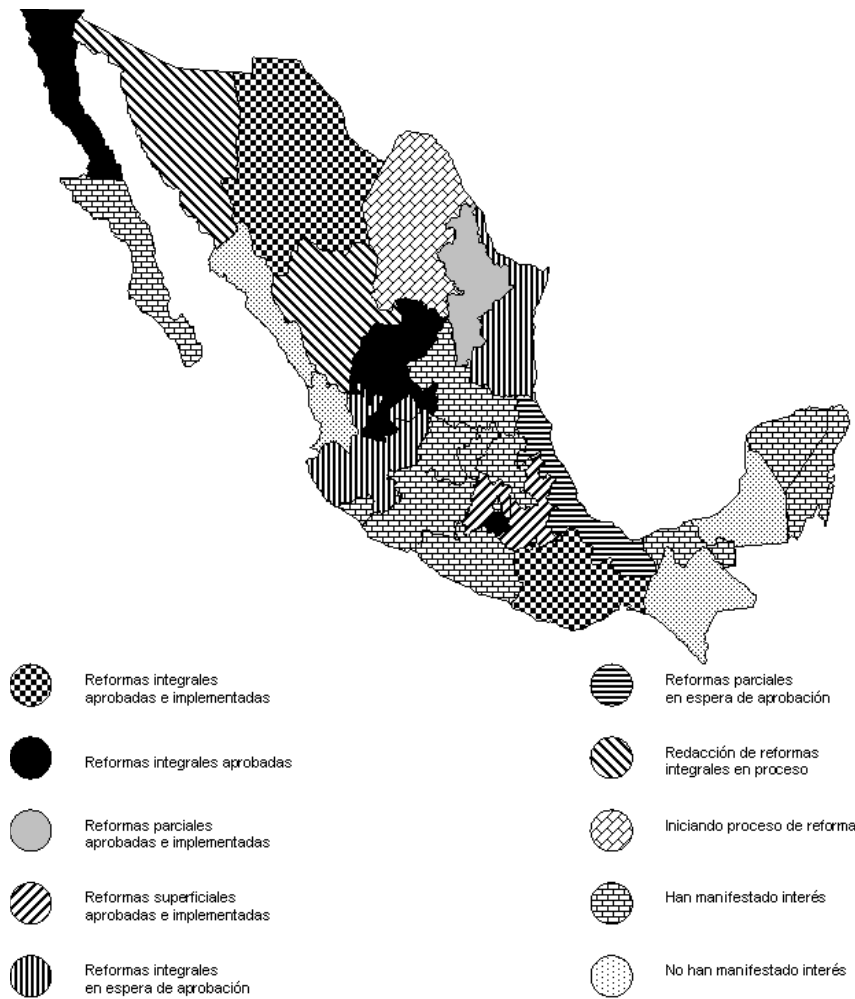 Reformas integrales
aprobadas e implementadas
Reformas integrales aprobadas
Reformas parciales
aprobadas e implementadas
Reformas superficiales
aprobadas e implementadas
Reformas integrales
en espera de aprobación
Reformas parciales
en espera de aprobación
Redacción de reformas
integrales en proceso
Iniciando proceso de reforma
Han manifestado interés
No han manifestado interés